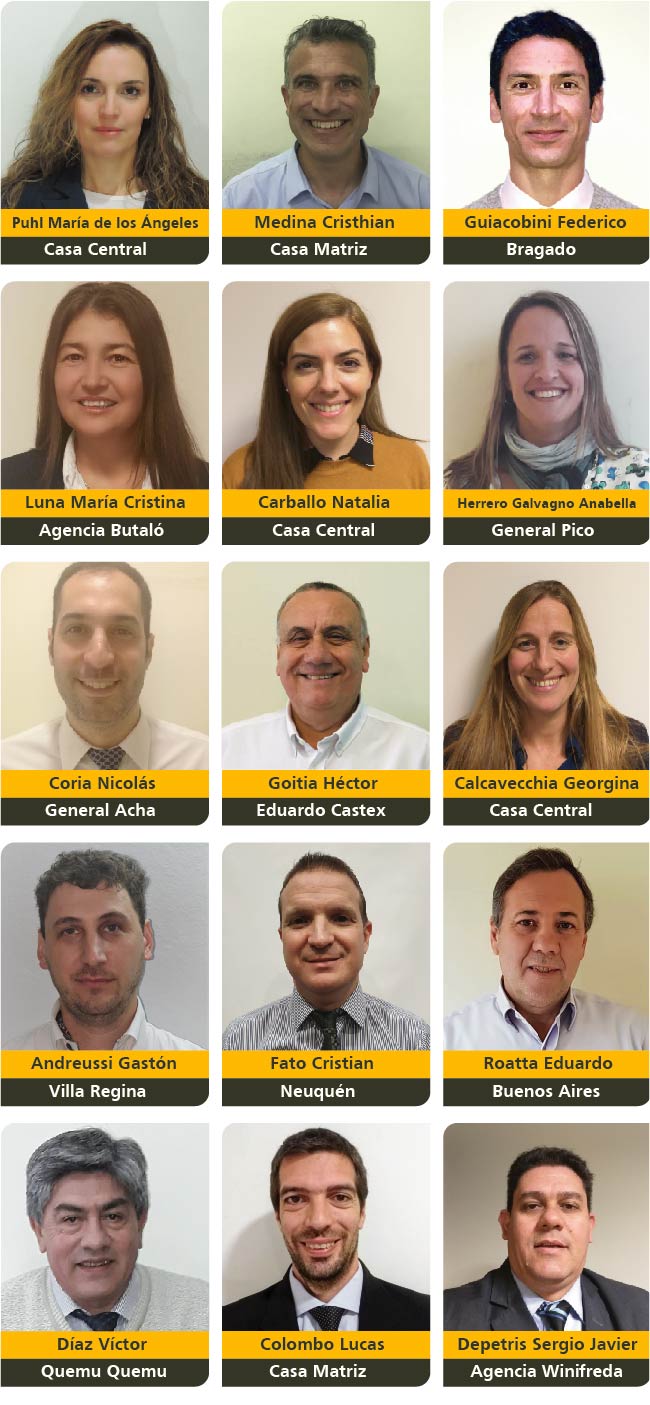 Puhl María de los Ángeles
Casa Central
Medina Cristhian
Casa Matriz
Guiacobini Federico
Bragado
Luna María Cristina
Agencia Butaló
Carballo Natalia
Casa Central
Herrero Galvagno Anabella
General Pico
Coria Nicolás
General Acha
Goitia Héctor
Eduardo Castex
Calcavecchia Georgina
Casa Central
Andreussi Gastón
Villa Regina
Fato Cristian
Neuquén
Roatta Eduardo
Buenos Aires
Díaz Víctor
Quemu Quemu
Colombo Lucas
Casa Matriz
Depetris Sergio Javier
Agencia Winifreda